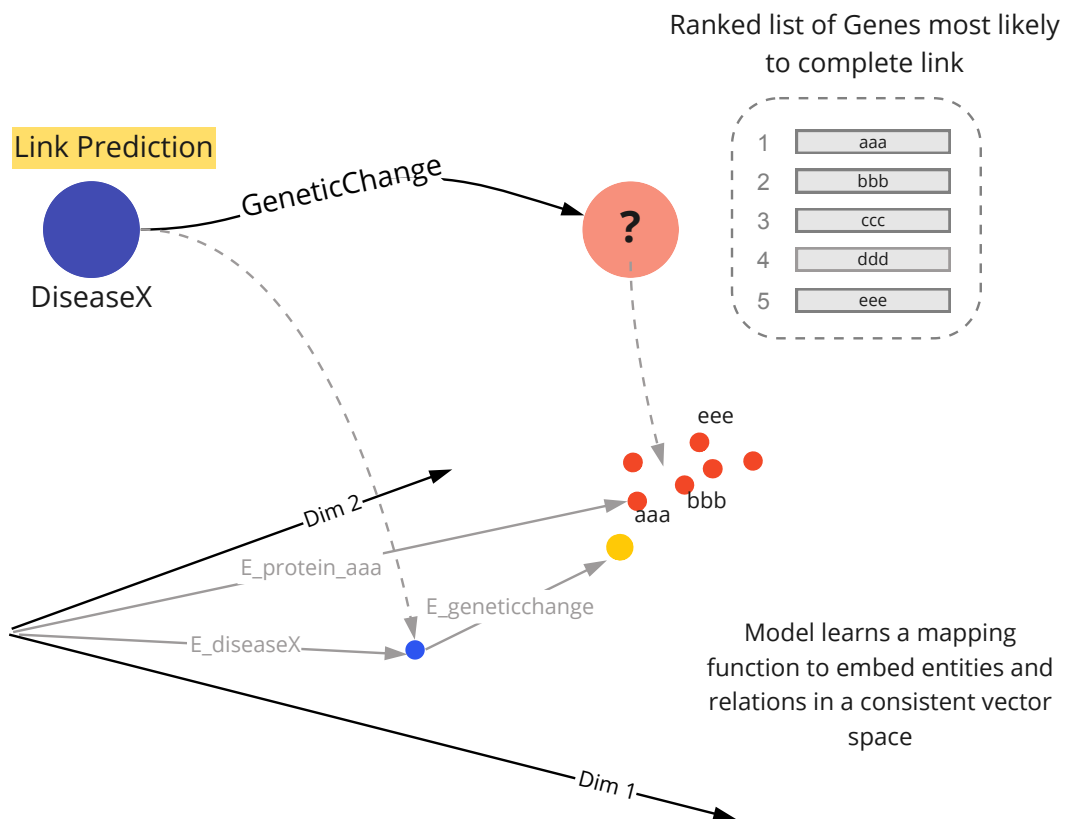 Ranked list of Genes most likely
to complete link
Link Prediction
GeneticChange
?
DiseaseX
1 aaa
2 bbb
3 ccc
4 ddd
5 eee
eee
bbb
aaa
Dim 2
E_protein_aaa
E_geneticchange
E_diseaseX
Model learns a mapping
function to embed entities and
relations in a consistent vector
space
Dim 1